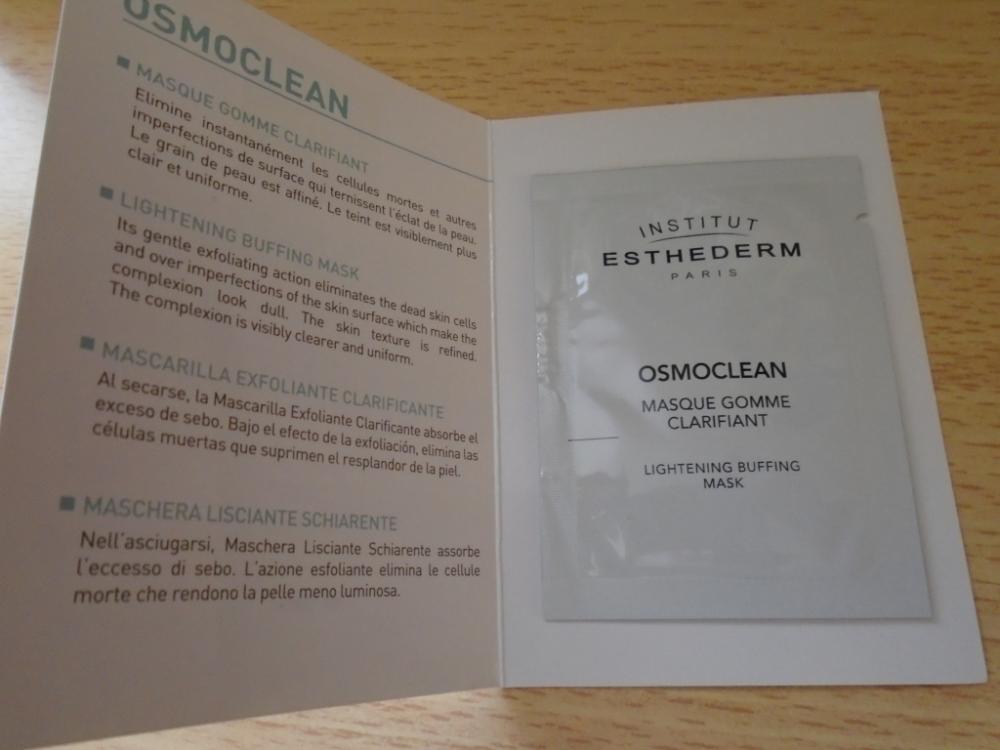 OSMOCLEAN
MASQUE GOMME CLARIFIANT
Elimine instantanément les cellules mortes et autres
imperfections de surface qui ternissent l'éclat de la peau.
Le grain de peau est affiné. Le teint est visiblement plus
clair et uniforme.
LIGHTENING BUFFING MASK
Its gentle exfoliating action eliminates the dead skin cells
and over imperfections of the skin surface which make the
complexion look dull. The skin texture is refined.
The complexion is visibly clearer and uniform.
MASCARILLA EXFOLIANTE CLARIFICANTE
Al secarse, la Mascarilla Exfoliante Clarificante absorbe el
exceso de sebo. Bajo el efecto de la exfoliación, elimina las
células muertas que suprimen el resplandor de la piel.
MASCHERA LISCIANTE SCHIARENTE
Nell'asciugarsi, Maschera Lisciante Schiarente assorbe
l'eccesso di sebo. L'azione esfoliante elimina le cellule
morte che rendono la pelle meno luminosa.
INSTITUT
ESTHEDERM
PARIS
OSMOCLEAN
MASQUE GOMME
CLARIFIANT
LIGHTENING BUFFING
MASK